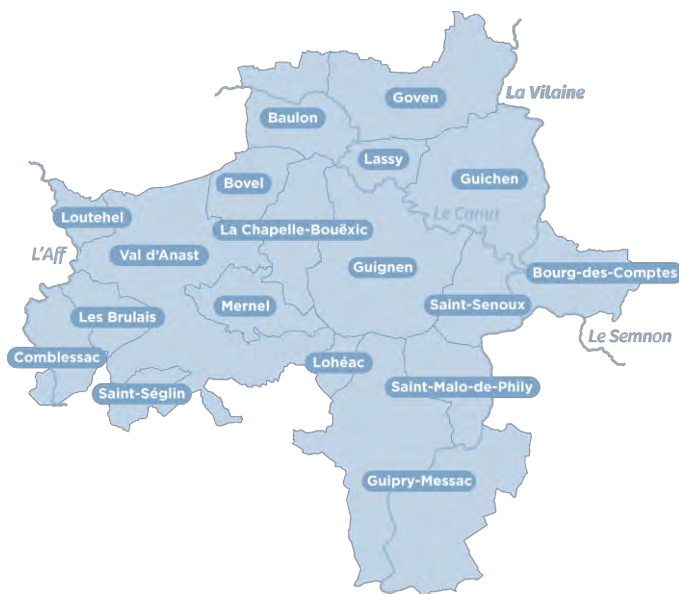 Goven
La Vilaine
Baulon
Lassy
Bovel
Guichen
Loutehel
Le Canut
La Chapelle-Bouëxic
L'Aff
Val d'Anast
Guignen
Bourg-des-Comptes
Mernel
Saint-Senoux
Les Brulais
Le Semnon
Comblessac
Lohéac
Saint-Séglin
Saint-Malo-de-Phily
Guipry-Messac